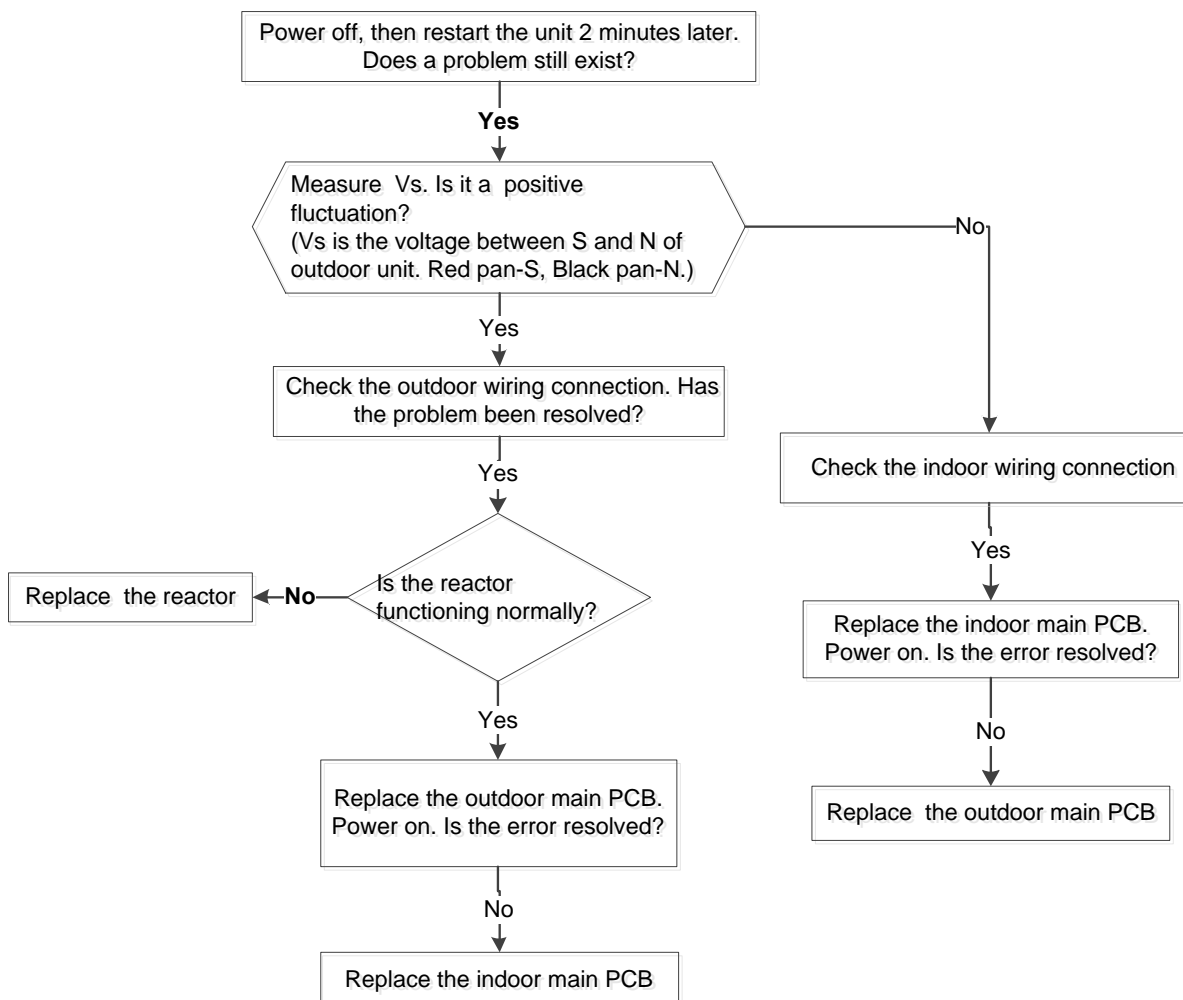 Power off, then restart the unit 2 minutes later.
Does a problem still exist?
Yes
Measure Vs. Is it a positive
fluctuation?
(Vs is the voltage between S and N of
outdoor unit. Red pan-S, Black pan-N.)
No
Yes
Check the outdoor wiring connection. Has
the problem been resolved?
Check the indoor wiring connection
Yes
Yes
Is the reactor
functioning normally?
No
Replace the reactor
Replace the indoor main PCB.
Power on. Is the error resolved?
Yes
No
Replace the outdoor main PCB.
Power on. Is the error resolved?
Replace the outdoor main PCB
No
Replace the indoor main PCB